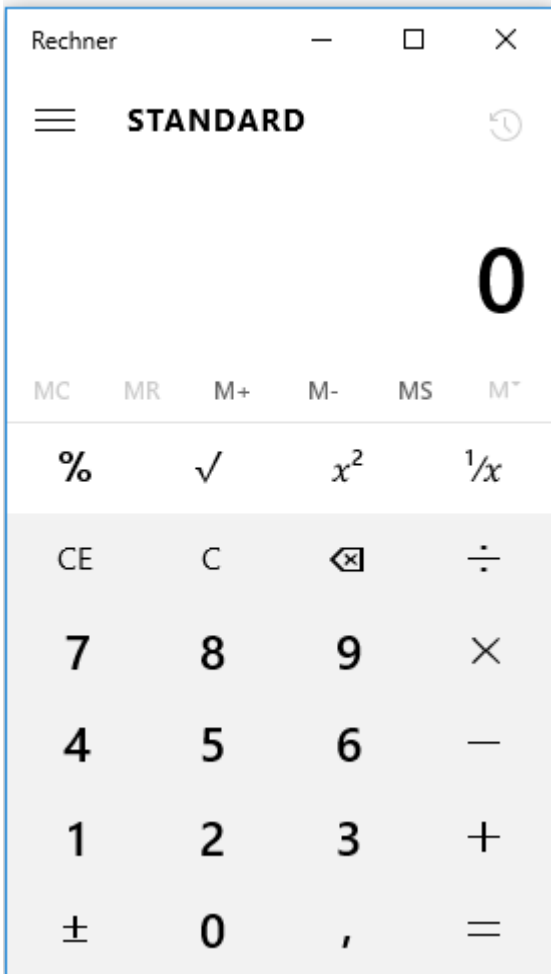 Rechner
STANDARD
0
MC MR M+ M- MS M˅
% √ x² ¹/x
CE C ÷
7 8 9 ×
4 5 6 −
1 2 3 +
± 0 , =